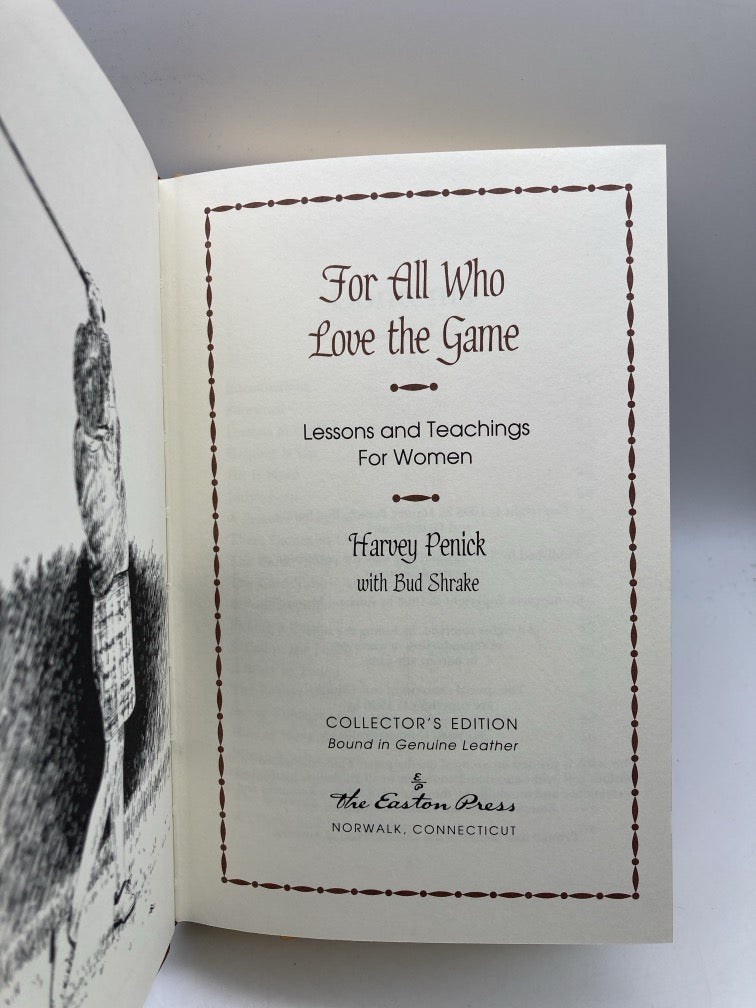 For All Who
Love the Game
Lessons and Teachings
For Women
Harvey Penick
with Bud Shrake
COLLECTOR'S EDITION
Bound in Genuine Leather
The Easton Press
NORWALK, CONNECTICUT